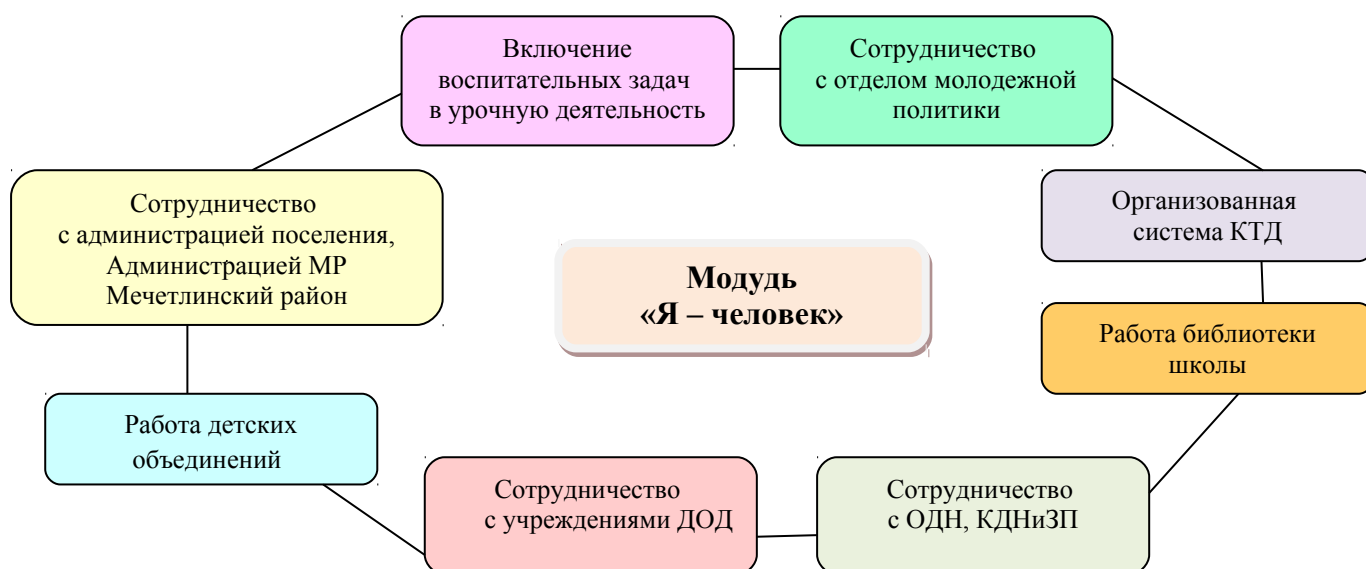 Включение
воспитательных задач
в урочную деятельность
Сотрудничество
с отделом молодежной
политики
Сотрудничество
с администрацией поселения,
Администрацией МР
Мечетлинский район
Организованная
система КТД
Модудь
«Я – человек»
Работа библиотеки
школы
Работа детских
объединений
Сотрудничество
с учреждениями ДОД
Сотрудничество
с ОДН, КДНиЗП